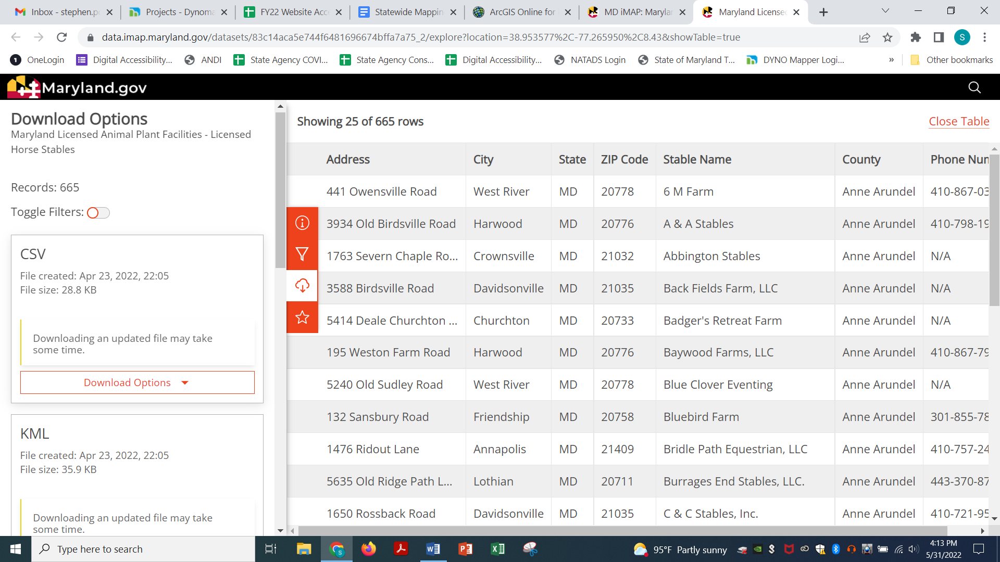 Inbox - stephen.p
Projects - Dynoma
FY22 Website Acc
Statewide Mappin
ArcGIS Online for
MD iMAP: Marylan
Maryland License
data.imap.maryland.gov/datasets/83c14aca5e744f6481696674bffa7a75_2/explore?location=38.953577%2C-77.265950%2C8.43&showTable=true
S
OneLogin
Digital Accessibility...
ANDI
State Agency COVI...
State Agency Cons...
Digital Accessibility...
NATADS Login
State of Maryland T...
DYNO Mapper Logi...
»
Other bookmarks
Maryland.gov
Download Options
Maryland Licensed Animal Plant Facilities - Licensed
Horse Stables
Records: 665
Toggle Filters:
CSV
File created: Apr 23, 2022, 22:05
File size: 28.8 KB
Downloading an updated file may take
some time.
Download Options
KML
File created: Apr 23, 2022, 22:05
File size: 35.9 KB
Downloading an updated file may take
some time.
Showing 25 of 665 rows
Close Table
Address City State ZIP Code Stable Name County Phone Num
441 Owensville Road West River MD 20778 6 M Farm Anne Arundel 410-867-03
3934 Old Birdsville Road Harwood MD 20776 A & A Stables Anne Arundel 410-798-19
1763 Severn Chaple Ro... Crownsville MD 21032 Abbington Stables Anne Arundel N/A
3588 Birdsville Road Davidsonville MD 21035 Back Fields Farm, LLC Anne Arundel N/A
5414 Deale Churchton ... Churchton MD 20733 Badger's Retreat Farm Anne Arundel N/A
195 Weston Farm Road Harwood MD 20776 Baywood Farms, LLC Anne Arundel 410-867-79
5240 Old Sudley Road West River MD 20778 Blue Clover Eventing Anne Arundel N/A
132 Sansbury Road Friendship MD 20758 Bluebird Farm Anne Arundel 301-855-78
1476 Ridout Lane Annapolis MD 21409 Bridle Path Equestrian, LLC Anne Arundel 410-757-24
5635 Old Ridge Path L... Lothian MD 20711 Burrages End Stables, LLC. Anne Arundel 443-370-87
1650 Rossback Road Davidsonville MD 21035 C & C Stables, Inc. Anne Arundel 410-721-95
Type here to search
95°F Partly sunny
4:13 PM
5/31/2022